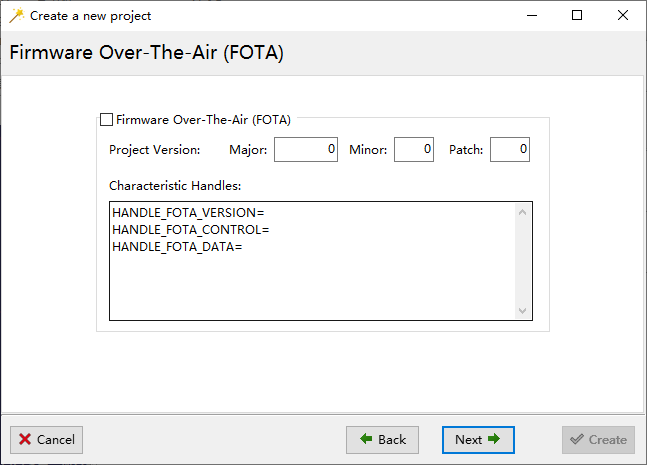 Create a new project
Firmware Over-The-Air (FOTA)
Firmware Over-The-Air (FOTA)
Project Version: Major: 0 Minor: 0 Patch: 0
Characteristic Handles:
HANDLE_FOTA_VERSION=
HANDLE_FOTA_CONTROL=
HANDLE_FOTA_DATA=
Cancel Back Next Create